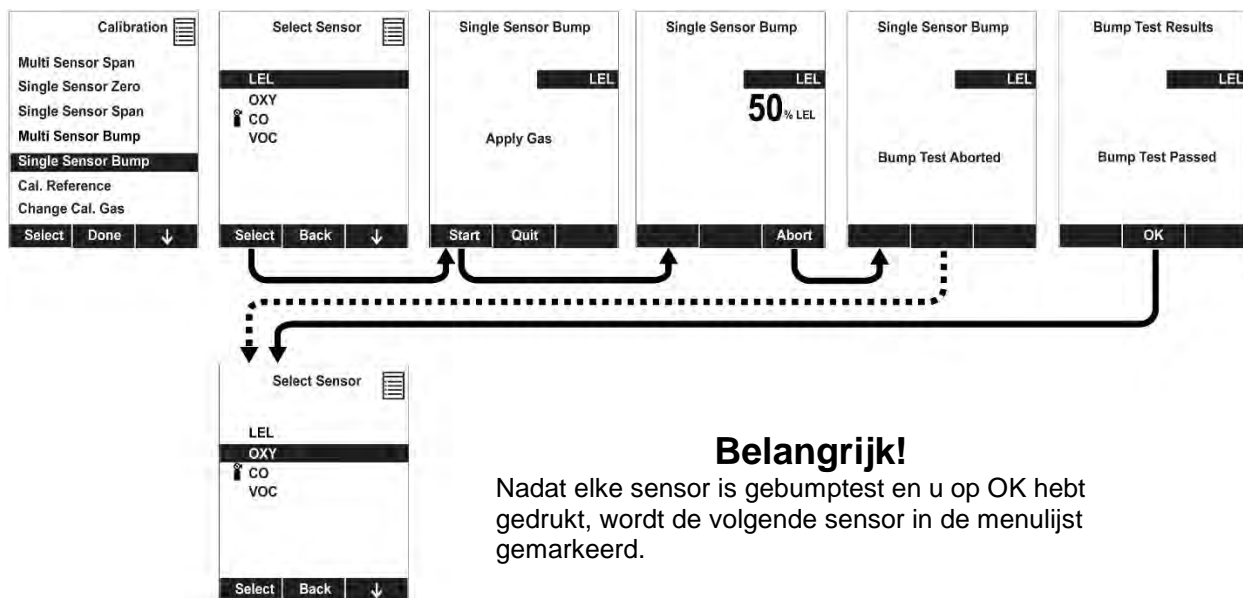 Calibration
Multi Sensor Span
Single Sensor Zero
Single Sensor Span
Multi Sensor Bump
Single Sensor Bump
Cal. Reference
Change Cal. Gas
Select Done ↓
Select Sensor
LEL
OXY
CO
VOC
Select Back ↓
Single Sensor Bump
LEL
Apply Gas
Start Quit
Single Sensor Bump
LEL
50 % LEL
Abort
Single Sensor Bump
LEL
Bump Test Aborted
Bump Test Results
LEL
Bump Test Passed
OK
Select Sensor
LEL
OXY
CO
VOC
Select Back ↓
Belangrijk!
Nadat elke sensor is gebumptest en u op OK hebt
gedrukt, wordt de volgende sensor in de menulijst
gemarkeerd.